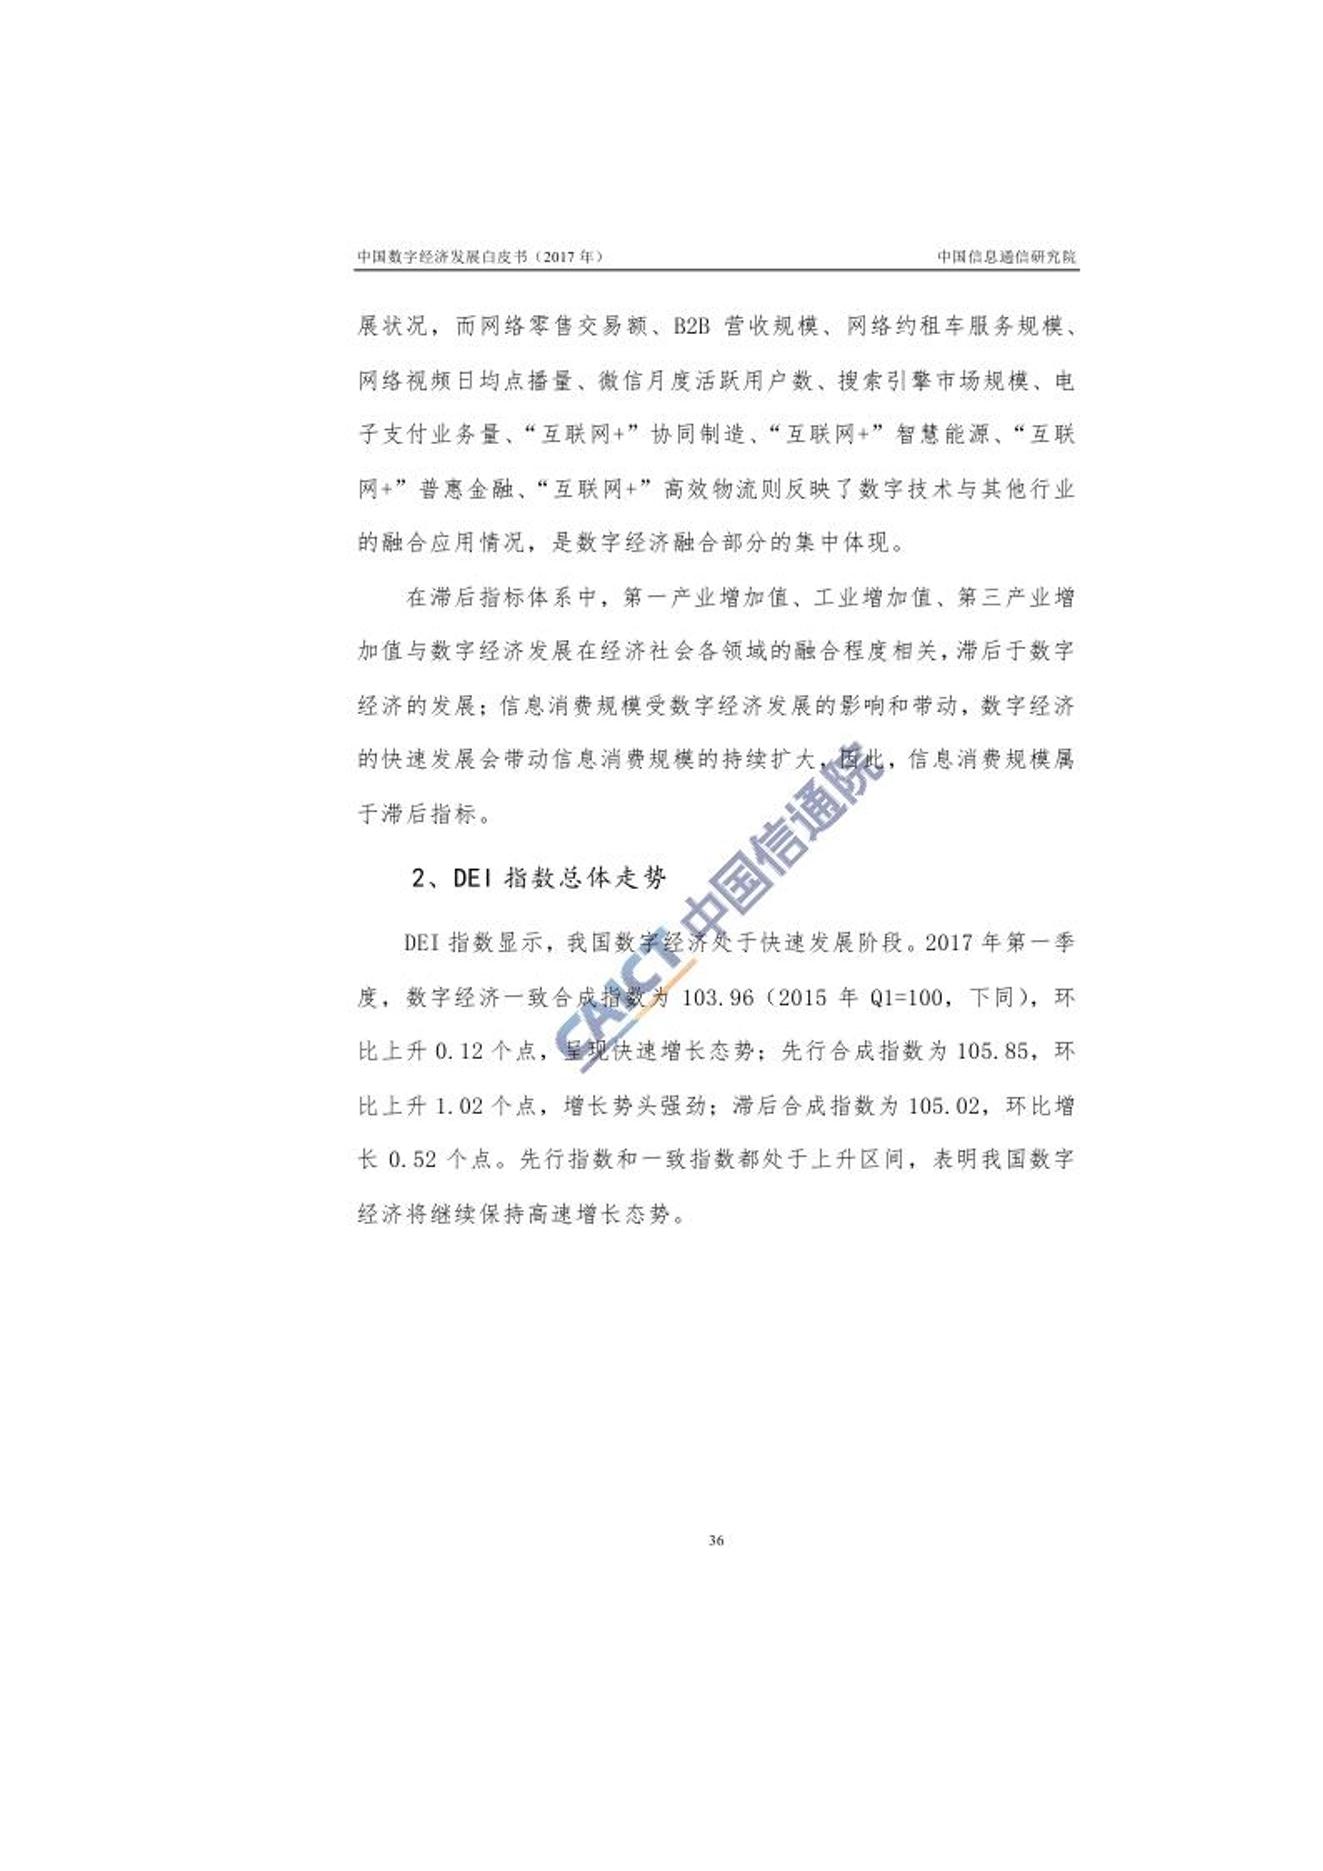 中国数字经济发展白皮书（2017 年） 中国信息通信研究院
展状况，而网络零售交易额、B2B 营收规模、网络约租车服务规模、
网络视频日均点播量、微信月度活跃用户数、搜索引擎市场规模、电
子支付业务量、“互联网+”协同制造、“互联网+”智慧能源、“互联
网+”普惠金融、“互联网+”高效物流则反映了数字技术与其他行业
的融合应用情况，是数字经济融合部分的集中体现。
在滞后指标体系中，第一产业增加值、工业增加值、第三产业增
加值与数字经济发展在经济社会各领域的融合程度相关，滞后于数字
经济的发展；信息消费规模受数字经济发展的影响和带动，数字经济
的快速发展会带动信息消费规模的持续扩大，因此，信息消费规模属
于滞后指标。
2、DEI 指数总体走势
DEI 指数显示，我国数字经济处于快速发展阶段。2017 年第一季
度，数字经济一致合成指数为 103.96（2015 年 Q1=100，下同），环
比上升 0.12 个点，呈现快速增长态势；先行合成指数为 105.85，环
比上升 1.02 个点，增长势头强劲；滞后合成指数为 105.02，环比增
长 0.52 个点。先行指数和一致指数都处于上升区间，表明我国数字
经济将继续保持高速增长态势。
CAICT 中国信通院
36